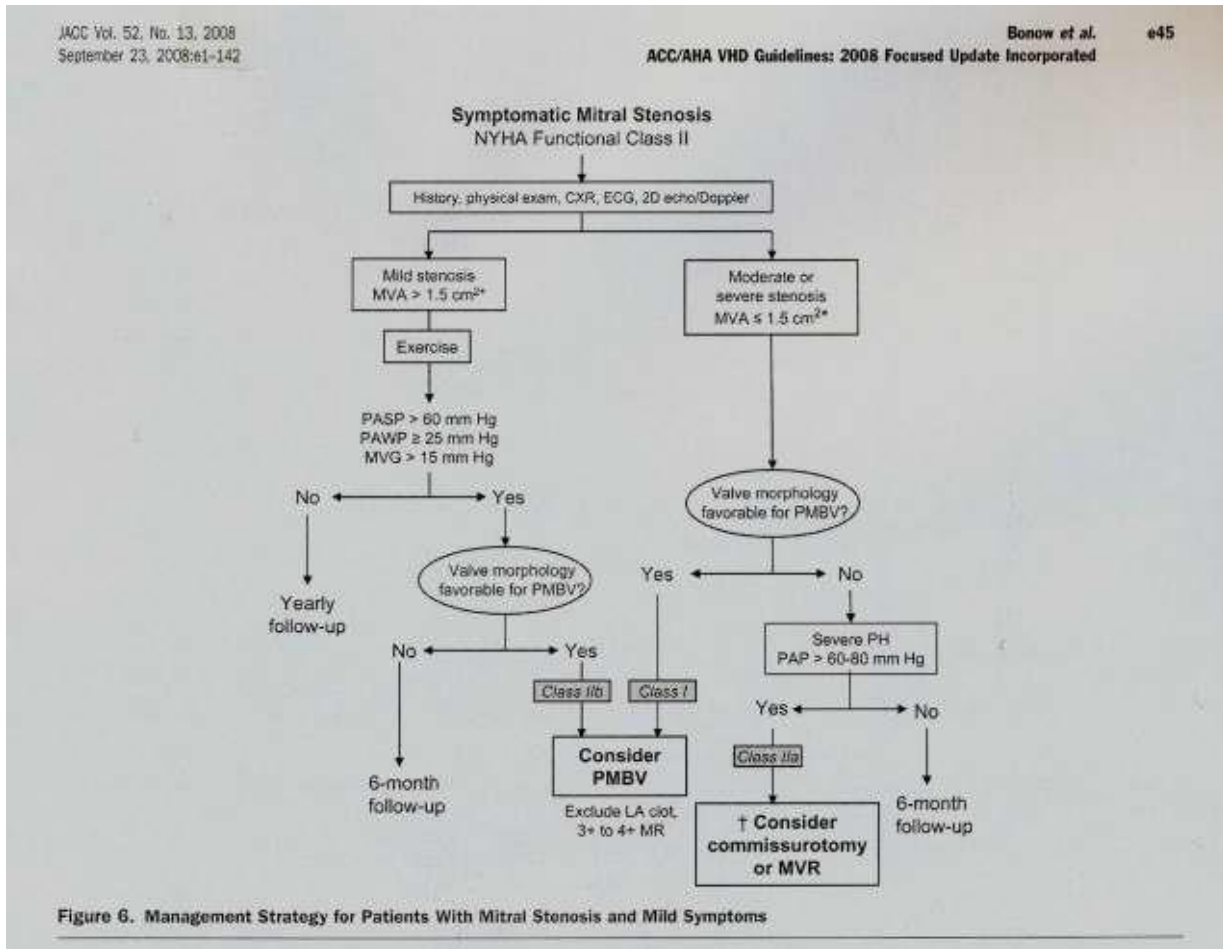 JACC Vol. 52, No. 13, 2008
September 23, 2008:e1–142
Bonow et al.
e45
ACC/AHA VHD Guidelines: 2008 Focused Update Incorporated
Symptomatic Mitral Stenosis
NYHA Functional Class II
History, physical exam, CXR, ECG, 2D echo/Doppler
Mild stenosis
MVA > 1.5 cm²*
Moderate or
severe stenosis
MVA ≤ 1.5 cm²*
Exercise
PASP > 60 mm Hg
PAWP ≥ 25 mm Hg
MVG > 15 mm Hg
No
Yes
Valve morphology
favorable for PMBV?
Valve morphology
favorable for PMBV?
Yes
No
Yearly
follow-up
Severe PH
PAP > 60-80 mm Hg
No
Yes
Class IIb
Class I
Yes
No
Consider
PMBV
Class IIa
6-month
follow-up
Exclude LA clot,
3+ to 4+ MR
6-month
follow-up
† Consider
commissurotomy
or MVR
Figure 6. Management Strategy for Patients With Mitral Stenosis and Mild Symptoms